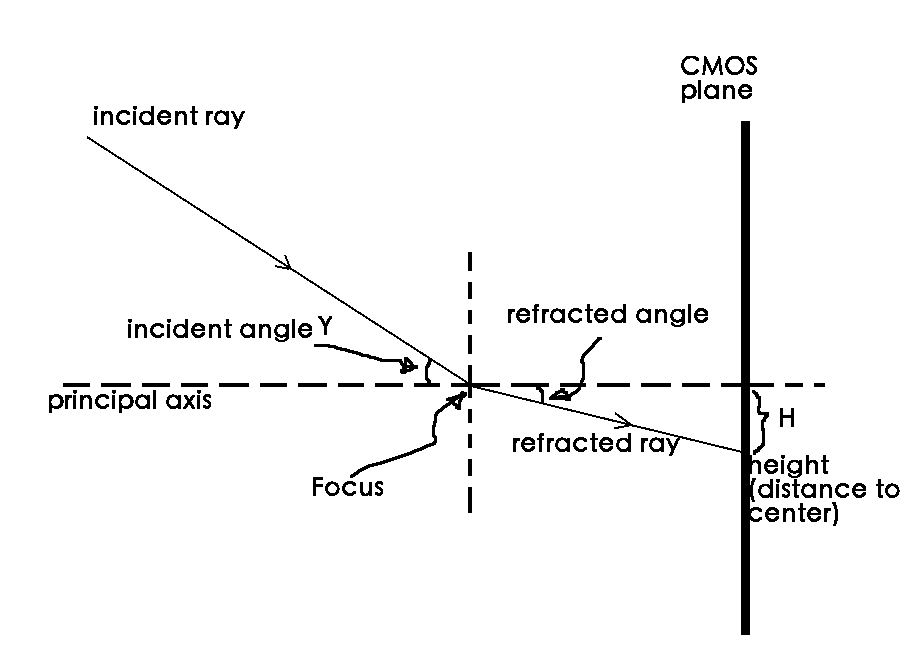 CMOS
plane
incident ray
refracted angle
incident angle Y
principal axis
H
refracted ray
height
(distance to
center)
Focus